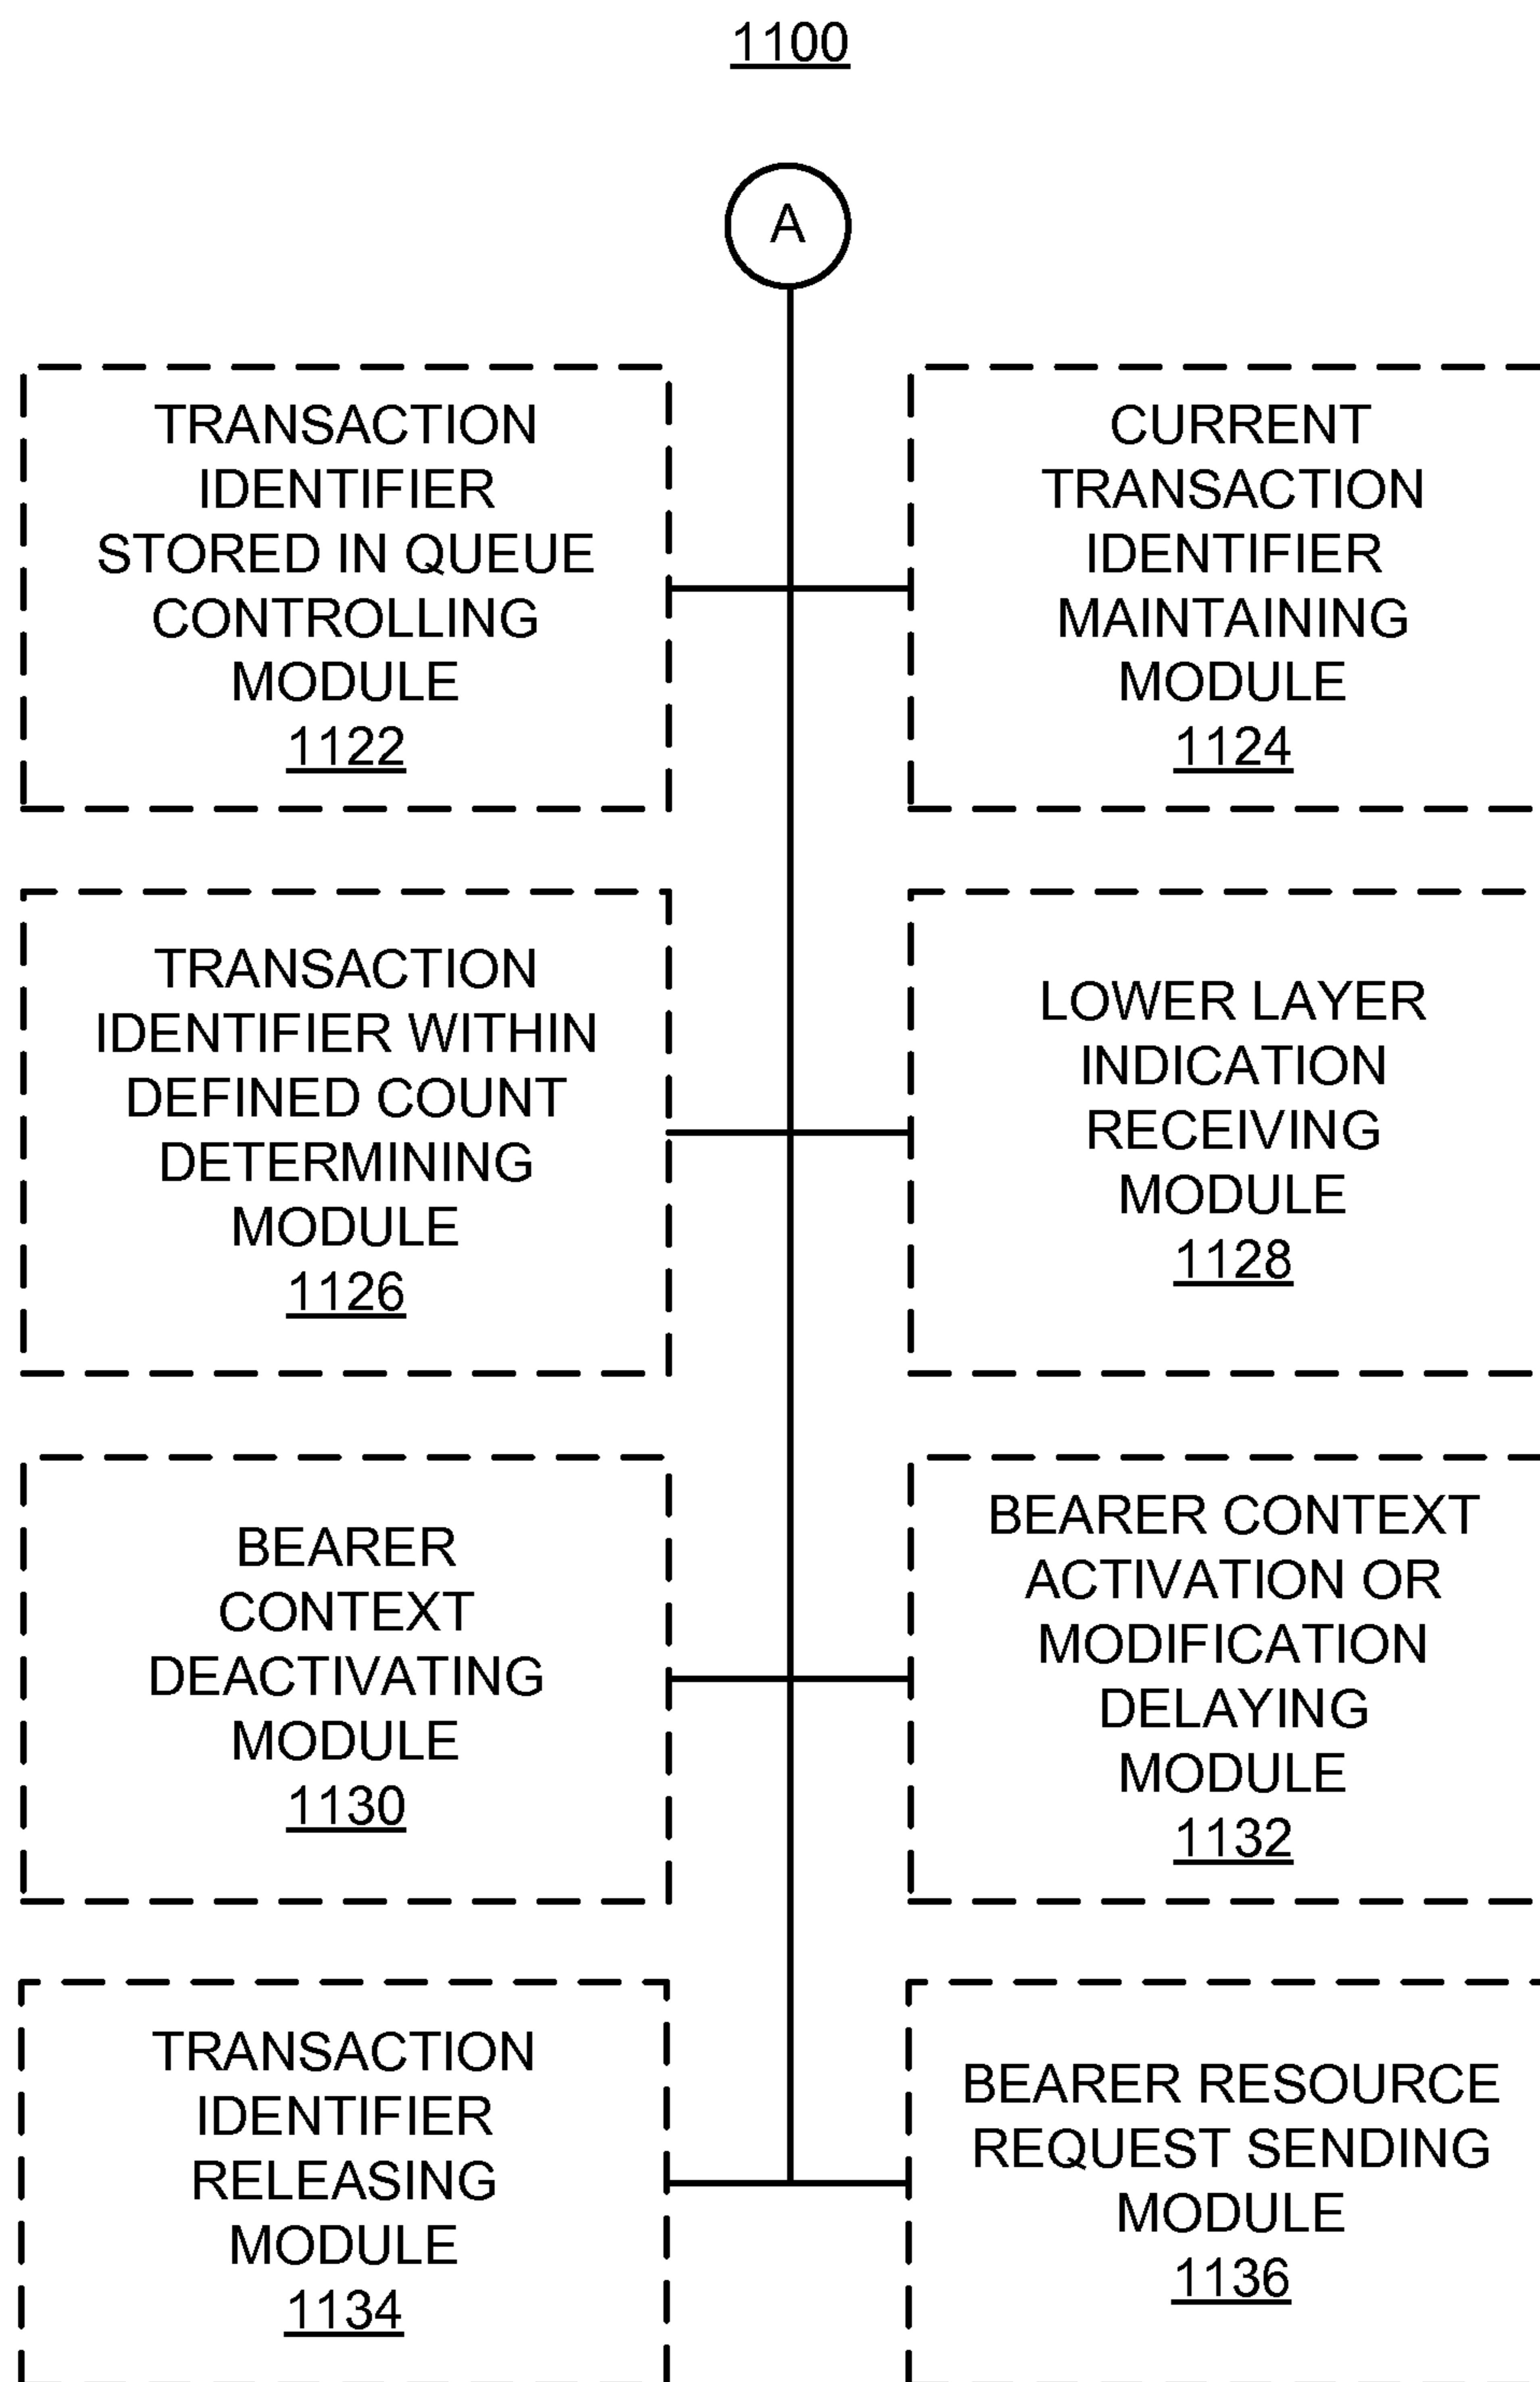 1100
A
TRANSACTION
IDENTIFIER
STORED IN QUEUE
CONTROLLING
MODULE
1122
CURRENT
TRANSACTION
IDENTIFIER
MAINTAINING
MODULE
1124
TRANSACTION
IDENTIFIER WITHIN
DEFINED COUNT
DETERMINING
MODULE
1126
LOWER LAYER
INDICATION
RECEIVING
MODULE
1128
BEARER
CONTEXT
DEACTIVATING
MODULE
1130
BEARER CONTEXT
ACTIVATION OR
MODIFICATION
DELAYING
MODULE
1132
TRANSACTION
IDENTIFIER
RELEASING
MODULE
1134
BEARER RESOURCE
REQUEST SENDING
MODULE
1136